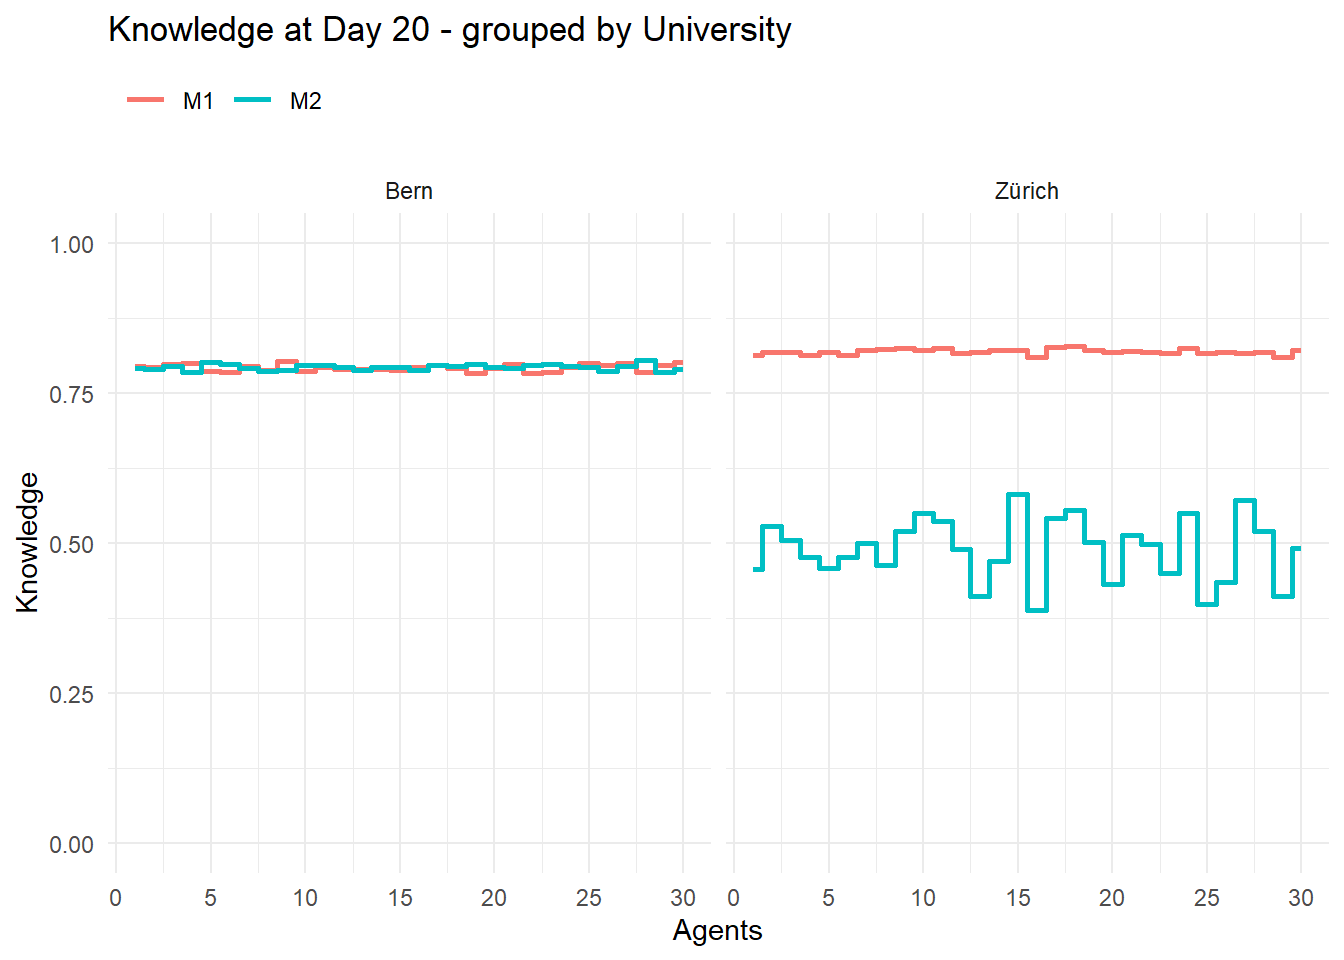 Knowledge at Day 20 - grouped by University
M1 M2
Bern Zürich
1.00
0.75
0.50
0.25
0.00
Knowledge
0 5 10 15 20 25 30 0 5 10 15 20 25 30
Agents